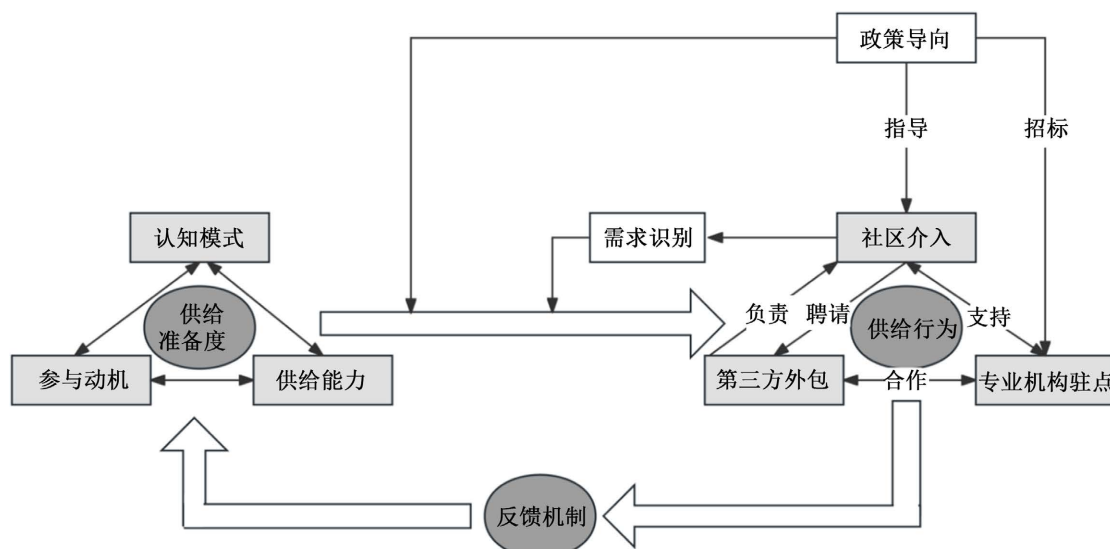 政策导向
指导
招标
认知模式
需求识别
社区介入
供给
准备度
负责
聘请
供给行为
支持
参与动机
供给能力
第三方外包
合作
专业机构驻点
反馈机制